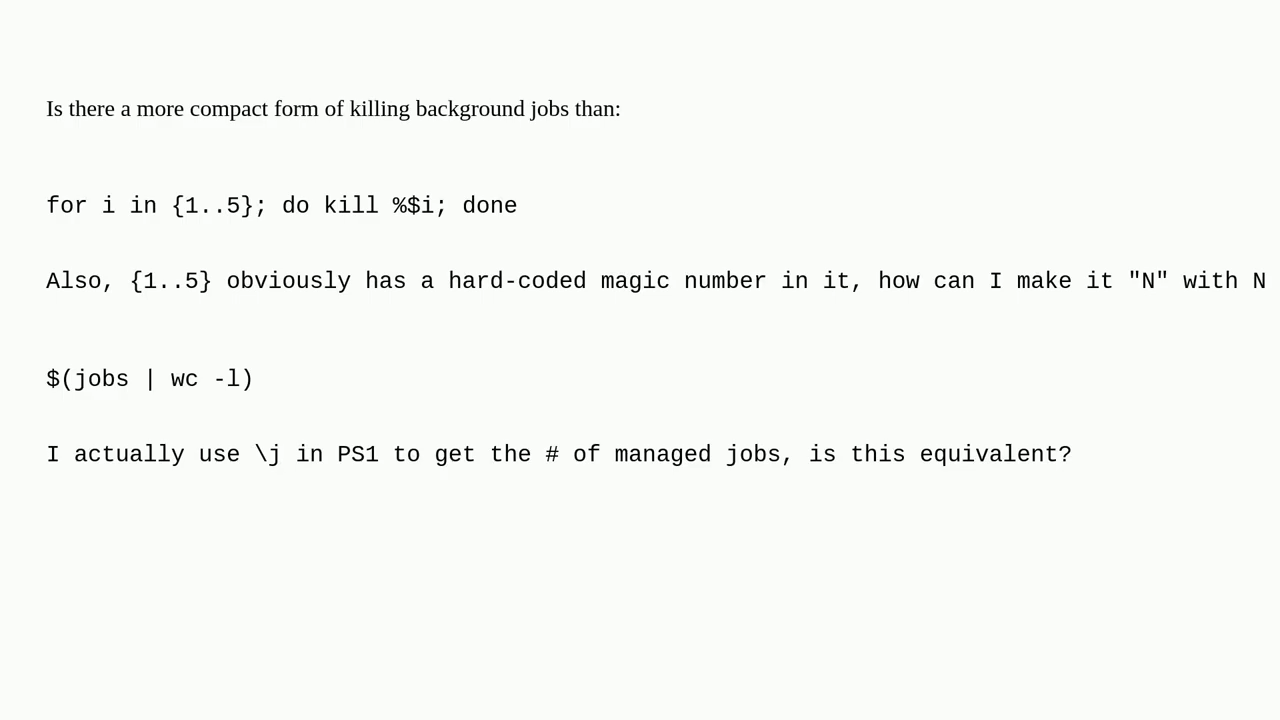 Is there a more compact form of killing background jobs than:
for i in {1..5}; do kill %$i; done
Also, {1..5} obviously has a hard-coded magic number in it, how can I make it "N" with N
$(jobs | wc -l)
I actually use \j in PS1 to get the # of managed jobs, is this equivalent?